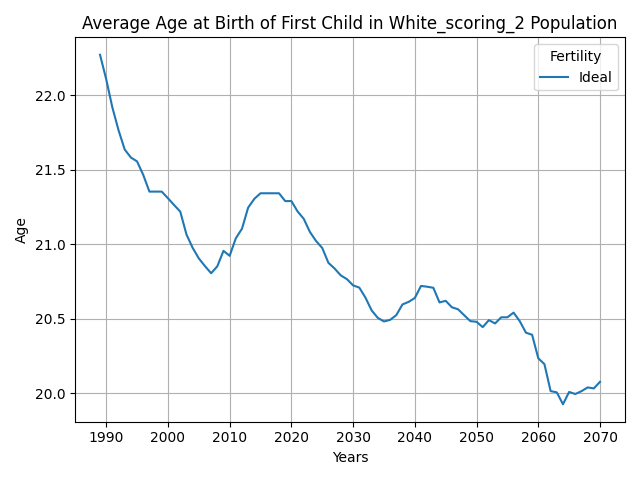 Average Age at Birth of First Child in White_scoring_2 Population
Fertility
Ideal
22.0
21.5
21.0
20.5
20.0
Age
1990 2000 2010 2020 2030 2040 2050 2060 2070
Years